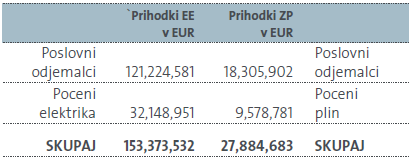 `Prihodki EE Prihodki ZP
v EUR v EUR
Poslovni Poslovni
odjemalci 121,224,581 18,305,902 odjemalci
Poceni Poceni
elektrika 32,148,951 9,578,781 plin
SKUPAJ 153,373,532 27,884,683 SKUPAJ